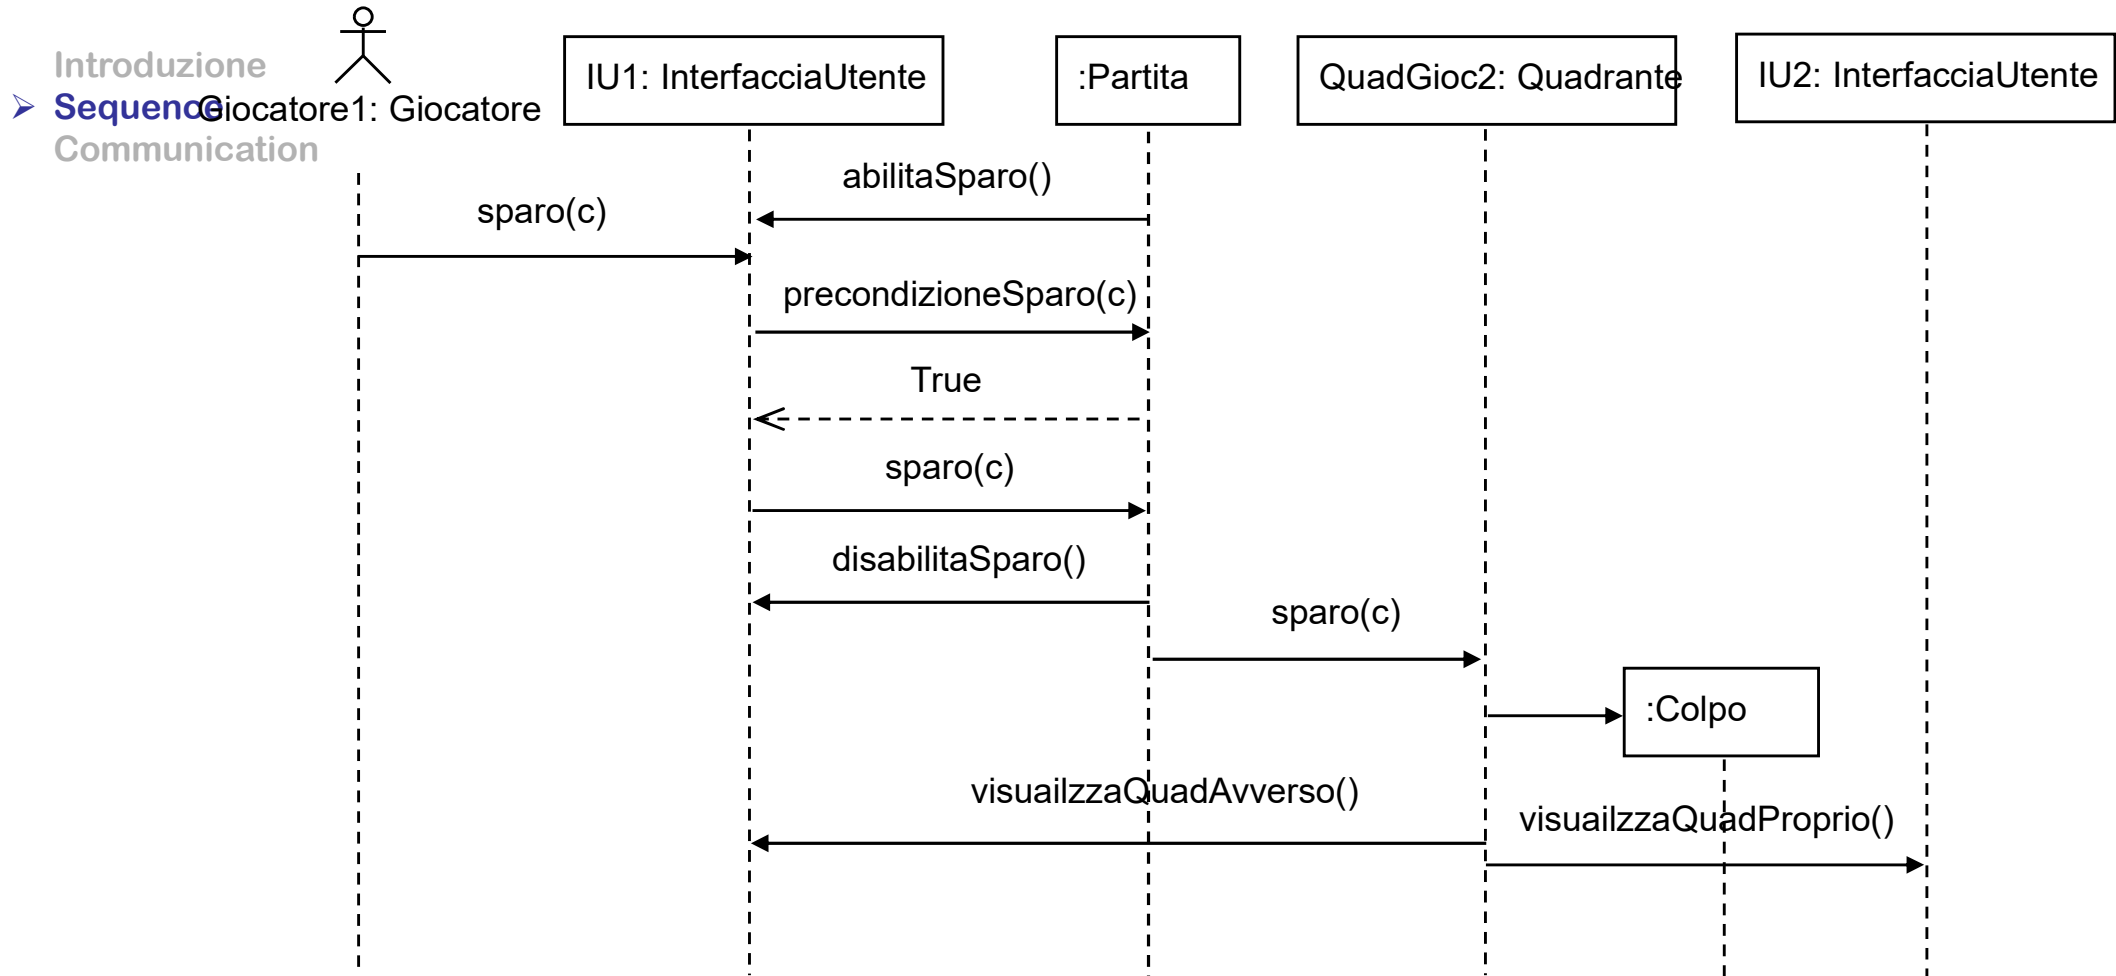 Introduzione
Sequence
Communication
Giocatore1: Giocatore
IU1: InterfacciaUtente
:Partita
QuadGioc2: Quadrante
IU2: InterfacciaUtente
abilitaSparo()
sparo(c)
precondizioneSparo(c)
True
sparo(c)
disabilitaSparo()
sparo(c)
:Colpo
visuailzzaQuadAvverso()
visuailzzaQuadProprio()